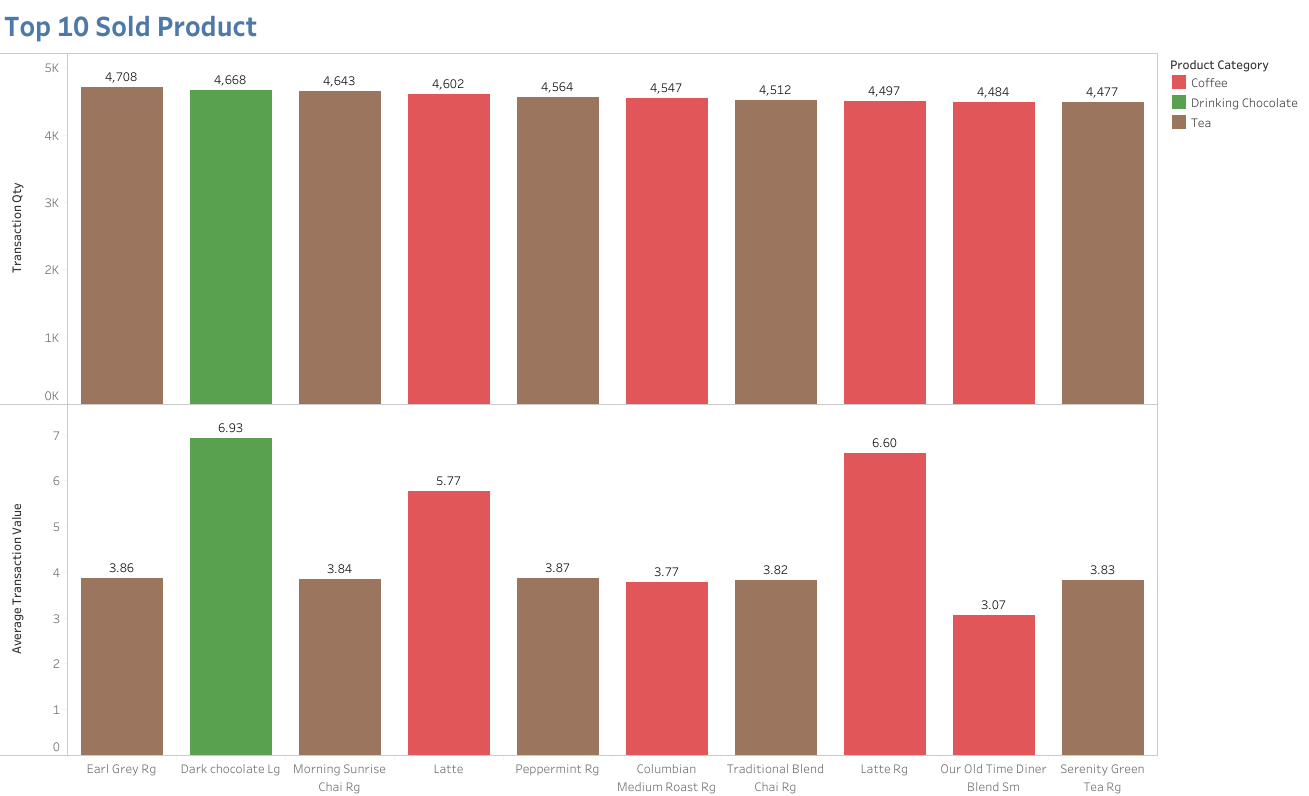 Top 10 Sold Product
Product Category
Coffee
Drinking Chocolate
Tea
Transaction Qty
5K
4K
3K
2K
1K
0K
4,708
4,668
4,643
4,602
4,564
4,547
4,512
4,497
4,484
4,477
Average Transaction Value
7
6
5
4
3
2
1
0
3.86
6.93
3.84
5.77
3.87
3.77
3.82
6.60
3.07
3.83
Earl Grey Rg
Dark chocolate Lg
Morning Sunrise
Chai Rg
Latte
Peppermint Rg
Columbian
Medium Roast Rg
Traditional Blend
Chai Rg
Latte Rg
Our Old Time Diner
Blend Sm
Serenity Green
Tea Rg